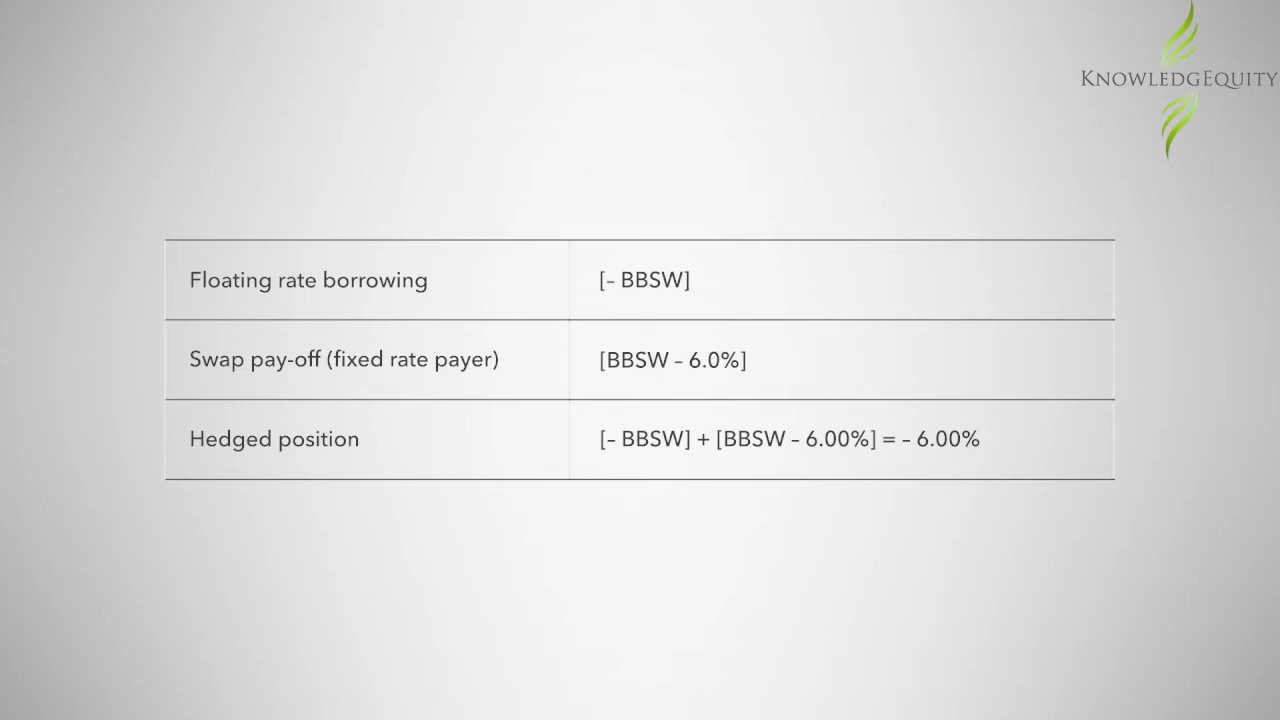 KNOWLEDGEQUITY
Floating rate borrowing [– BBSW]
Swap pay-off (fixed rate payer) [BBSW – 6.0%]
Hedged position [– BBSW] + [BBSW – 6.00%] = – 6.00%